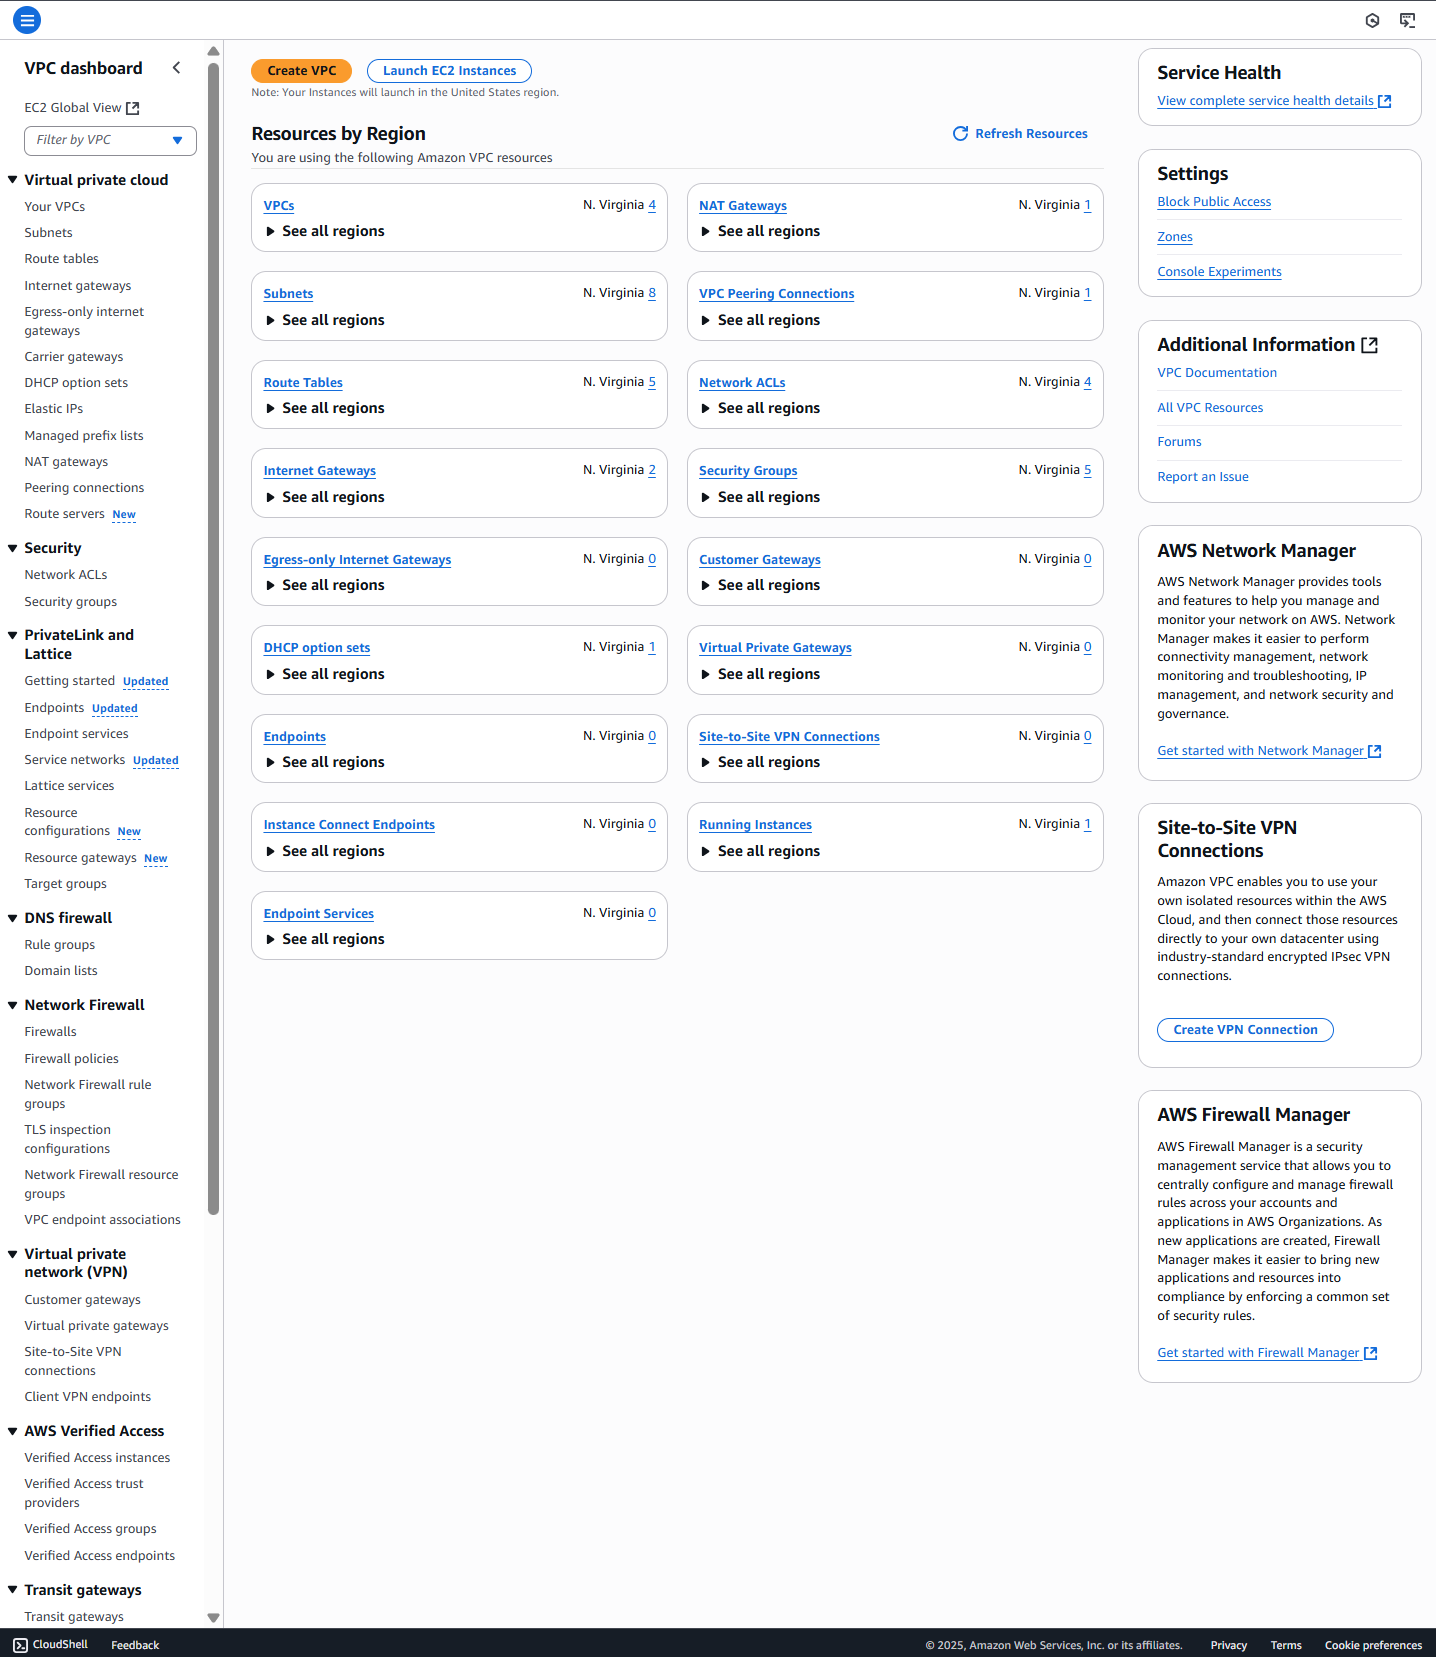 VPC dashboard
EC2 Global View
Filter by VPC
Virtual private cloud
Your VPCs
Subnets
Route tables
Internet gateways
Egress-only internet
gateways
Carrier gateways
DHCP option sets
Elastic IPs
Managed prefix lists
NAT gateways
Peering connections
Route servers New
Security
Network ACLs
Security groups
PrivateLink and
Lattice
Getting started Updated
Endpoints Updated
Endpoint services
Service networks Updated
Lattice services
Resource
configurations New
Resource gateways New
Target groups
DNS firewall
Rule groups
Domain lists
Network Firewall
Firewalls
Firewall policies
Network Firewall rule
groups
TLS inspection
configurations
Network Firewall resource
groups
VPC endpoint associations
Virtual private
network (VPN)
Customer gateways
Virtual private gateways
Site-to-Site VPN
connections
Client VPN endpoints
AWS Verified Access
Verified Access instances
Verified Access trust
providers
Verified Access groups
Verified Access endpoints
Transit gateways
Transit gateways
Create VPC
Launch EC2 Instances
Note: Your Instances will launch in the United States region.
Resources by Region
Refresh Resources
You are using the following Amazon VPC resources
VPCs N. Virginia 4
See all regions
NAT Gateways N. Virginia 1
See all regions
Subnets N. Virginia 8
See all regions
VPC Peering Connections N. Virginia 1
See all regions
Route Tables N. Virginia 5
See all regions
Network ACLs N. Virginia 4
See all regions
Internet Gateways N. Virginia 2
See all regions
Security Groups N. Virginia 5
See all regions
Egress-only Internet Gateways N. Virginia 0
See all regions
Customer Gateways N. Virginia 0
See all regions
DHCP option sets N. Virginia 1
See all regions
Virtual Private Gateways N. Virginia 0
See all regions
Endpoints N. Virginia 0
See all regions
Site-to-Site VPN Connections N. Virginia 0
See all regions
Instance Connect Endpoints N. Virginia 0
See all regions
Running Instances N. Virginia 1
See all regions
Endpoint Services N. Virginia 0
See all regions
Service Health
View complete service health details
Settings
Block Public Access
Zones
Console Experiments
Additional Information
VPC Documentation
All VPC Resources
Forums
Report an Issue
AWS Network Manager
AWS Network Manager provides tools
and features to help you manage and
monitor your network on AWS. Network
Manager makes it easier to perform
connectivity management, network
monitoring and troubleshooting, IP
management, and network security and
governance.
Get started with Network Manager
Site-to-Site VPN
Connections
Amazon VPC enables you to use your
own isolated resources within the AWS
Cloud, and then connect those resources
directly to your own datacenter using
industry-standard encrypted IPsec VPN
connections.
Create VPN Connection
AWS Firewall Manager
AWS Firewall Manager is a security
management service that allows you to
centrally configure and manage firewall
rules across your accounts and
applications in AWS Organizations. As
new applications are created, Firewall
Manager makes it easier to bring new
applications and resources into
compliance by enforcing a common set
of security rules.
Get started with Firewall Manager
CloudShell
Feedback
© 2025, Amazon Web Services, Inc. or its affiliates.
Privacy
Terms
Cookie preferences